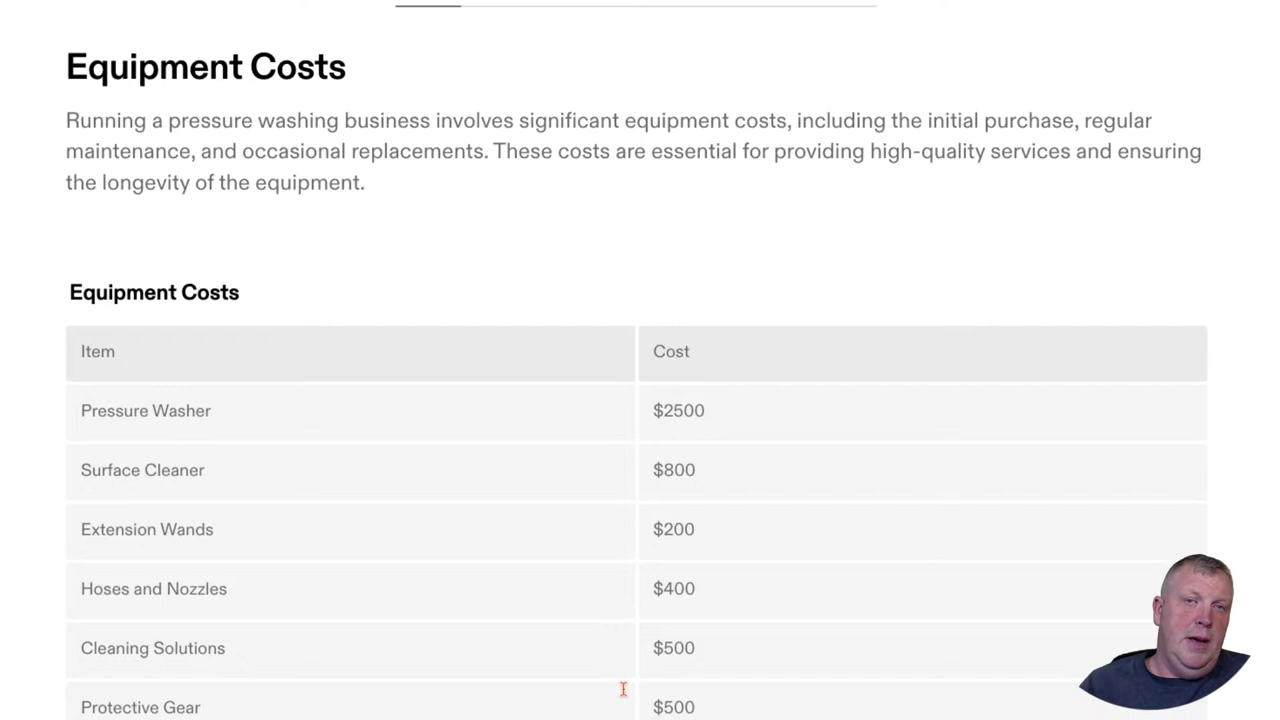 Equipment Costs
Running a pressure washing business involves significant equipment costs, including the initial purchase, regular
maintenance, and occasional replacements. These costs are essential for providing high-quality services and ensuring
the longevity of the equipment.
Equipment Costs
Item Cost
Pressure Washer $2500
Surface Cleaner $800
Extension Wands $200
Hoses and Nozzles $400
Cleaning Solutions $500
Protective Gear $500